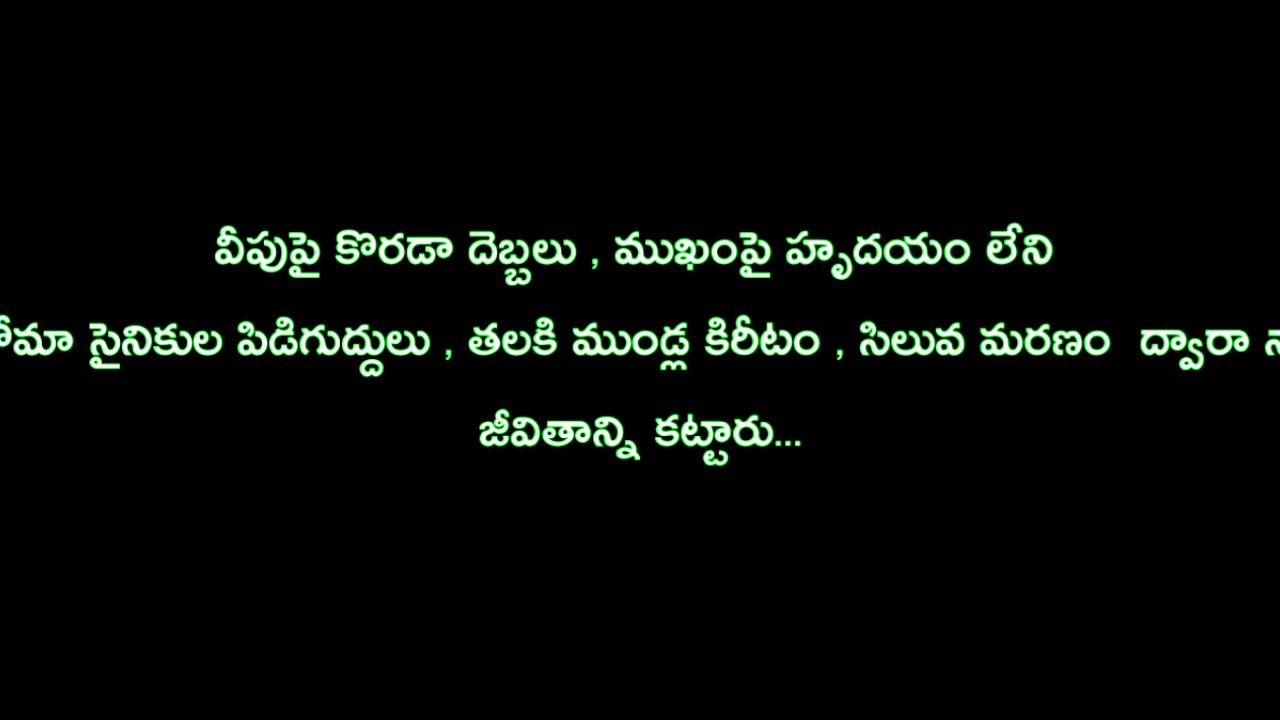 వీపుపై కొరడా దెబ్బలు , ముఖంపై హృదయం లేని
సైనికుల పిడిగుద్దులు , తలకి ముండ్ల కిరీటం , సిలువ మరణం ద్వారా
జీవితాన్ని కట్టారు...